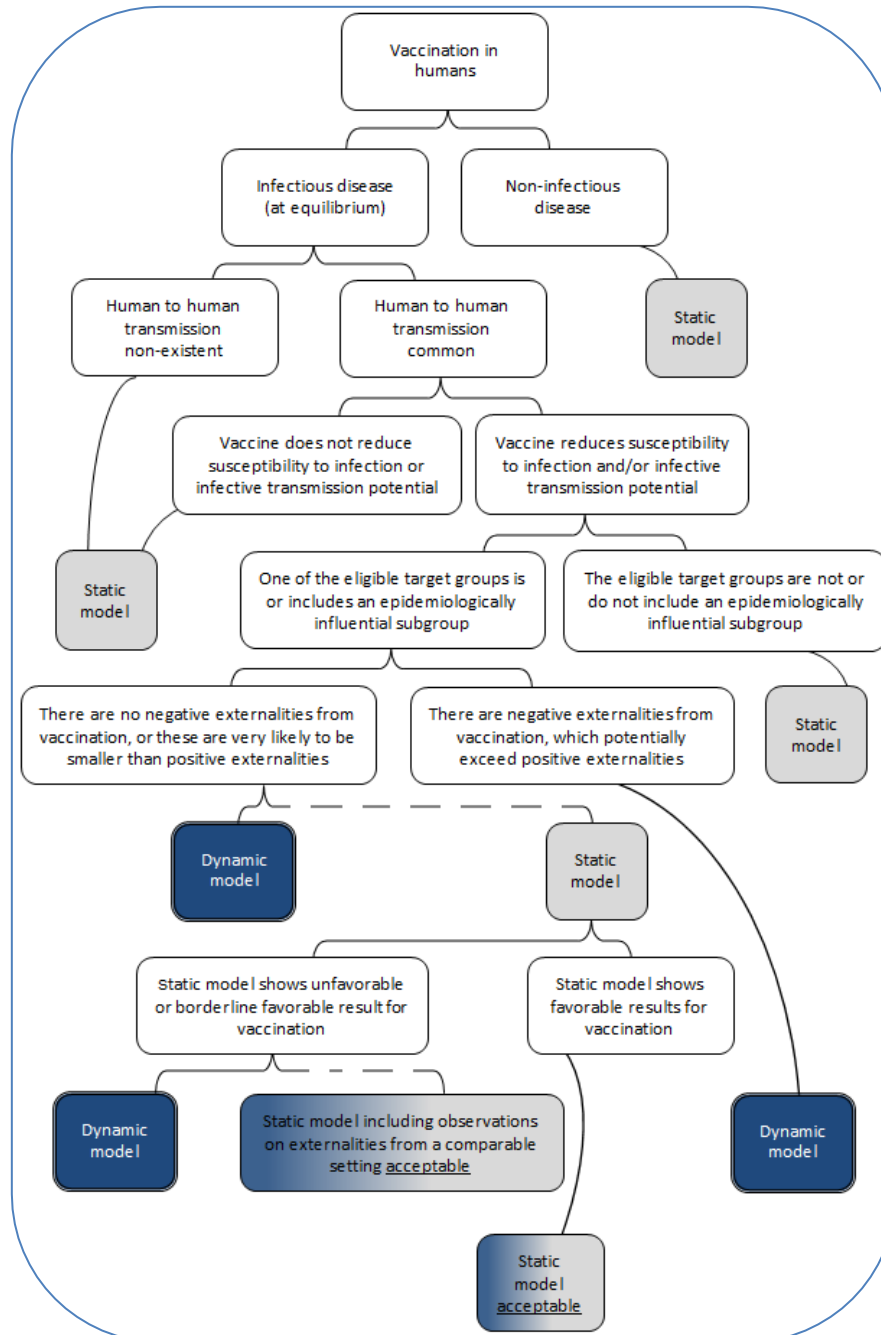 Vaccination in
humans
Infectious disease
(at equilibrium)
Non-infectious
disease
Human to human
transmission
non-existent
Human to human
transmission
common
Static
model
Vaccine does not reduce
susceptibility to infection or
infective transmission potential
Vaccine reduces susceptibility
to infection and/or infective
transmission potential
Static
model
One of the eligible target groups is
or includes an epidemiologically
influential subgroup
The eligible target groups are not or
do not include an epidemiologically
influential subgroup
There are no negative externalities
from vaccination, or these are very likely to be
smaller than positive externalities
There are negative externalities from
vaccination, which potentially
exceed positive externalities
Static
model
Dynamic
model
Static
model
Static model shows unfavorable
or borderline favorable result for
vaccination
Static model shows
favorable results for
vaccination
Dynamic
model
Static model including observations
on externalities from a comparable
setting acceptable
Dynamic
model
Static
model
acceptable